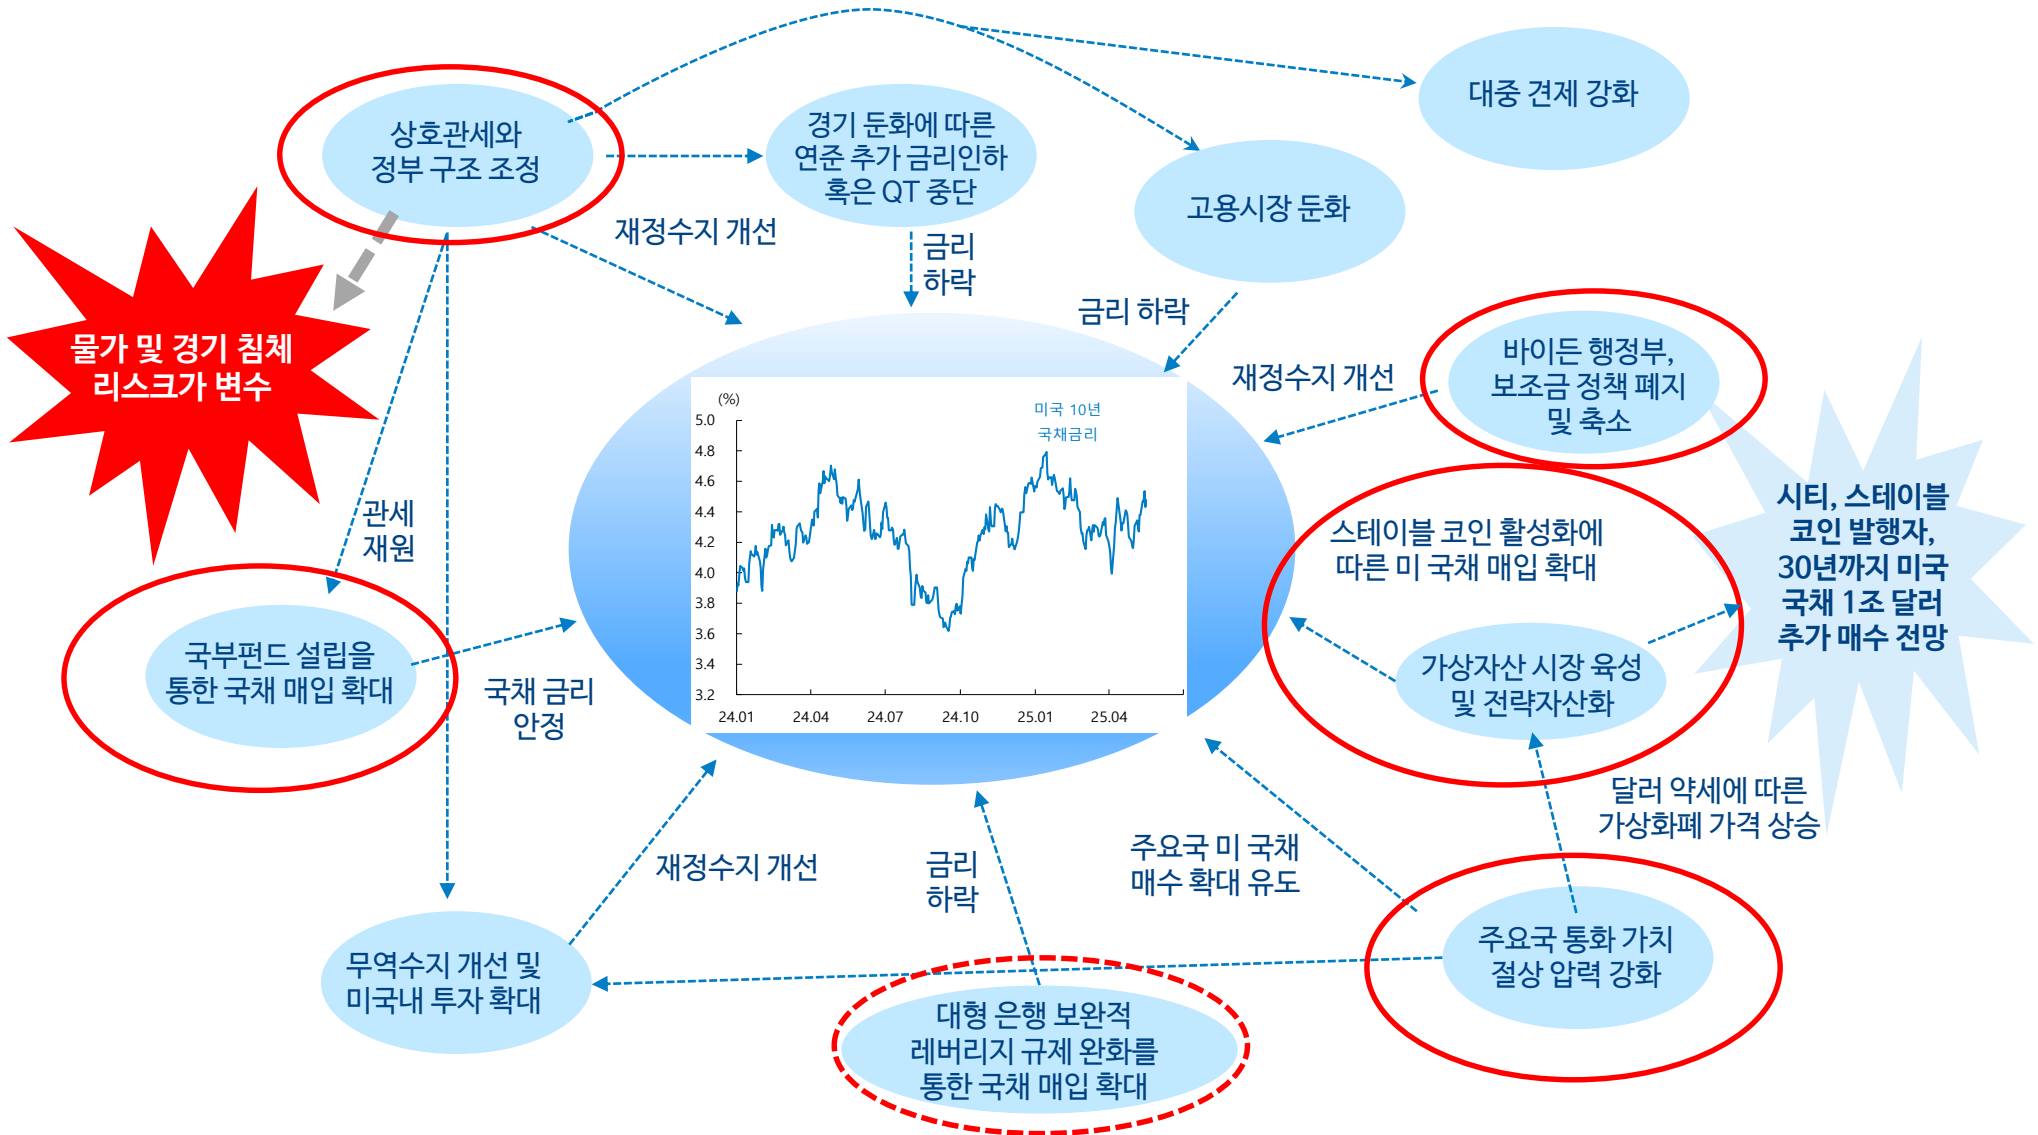 대중 견제 강화
상호관세와
정부 구조 조정
경기 둔화에 따른
연준 추가 금리인하
혹은 QT 중단
고용시장 둔화
재정수지 개선
금리
하락
금리 하락
물가 및 경기 침체
리스크가 변수
재정수지 개선
바이든 행정부,
보조금 정책 폐지
및 축소
(%)
미국 10년
국채금리
5.0
4.8
4.6
4.4
4.2
4.0
3.8
3.6
3.4
3.2
24.01
24.04
24.07
24.10
25.01
25.04
관세
재원
스테이블 코인 활성화에
따른 미 국채 매입 확대
시티, 스테이블
코인 발행자,
30년까지 미국
국채 1조 달러
추가 매수 전망
국부펀드 설립을
통한 국채 매입 확대
국채 금리
안정
가상자산 시장 육성
및 전략자산화
달러 약세에 따른
가상화폐 가격 상승
재정수지 개선
금리
하락
주요국 미 국채
매수 확대 유도
무역수지 개선 및
미국내 투자 확대
주요국 통화 가치
절상 압력 강화
대형 은행 보완적
레버리지 규제 완화를
통한 국채 매입 확대